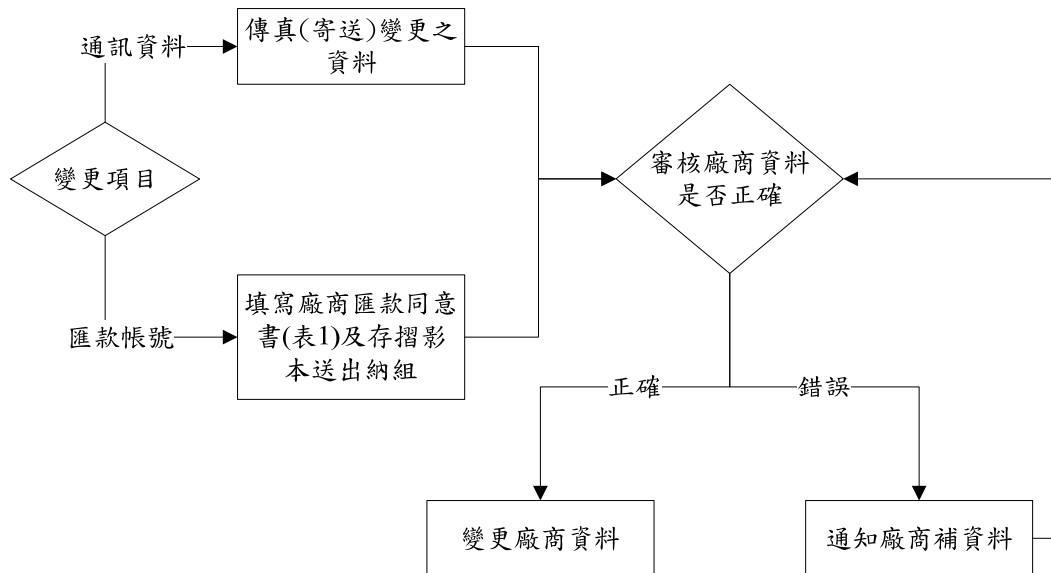 通訊資料
傳真(寄送)變更之
資料
變更項目
審核廠商資料
是否正確
匯款帳號
填寫廠商匯款同意
書(表1)及存摺影
本送出納組
正確
錯誤
變更廠商資料
通知廠商補資料